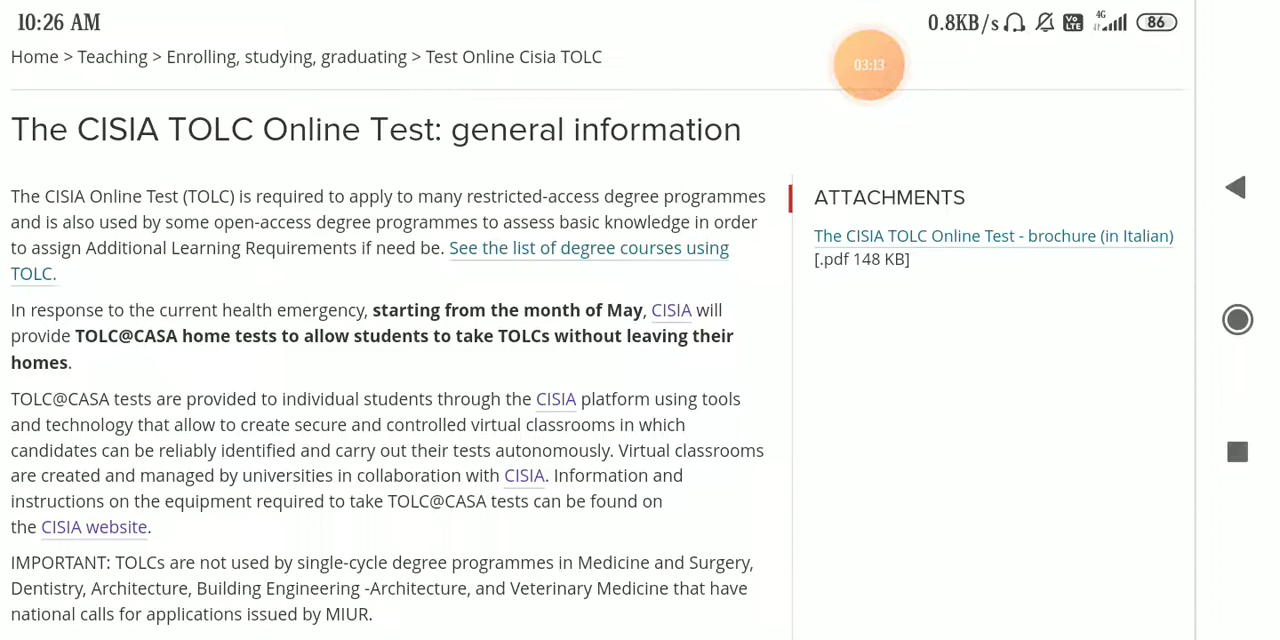 10:26 AM
0.8KB/s VoLTE 4G 86
Home > Teaching > Enrolling, studying, graduating > Test Online Cisia TOLC
03:13
The CISIA TOLC Online Test: general information
The CISIA Online Test (TOLC) is required to apply to many restricted-access degree programmes
and is also used by some open-access degree programmes to assess basic knowledge in order
to assign Additional Learning Requirements if need be. See the list of degree courses using
TOLC.
In response to the current health emergency, starting from the month of May, CISIA will
provide TOLC@CASA home tests to allow students to take TOLCs without leaving their
homes.
TOLC@CASA tests are provided to individual students through the CISIA platform using tools
and technology that allow to create secure and controlled virtual classrooms in which
candidates can be reliably identified and carry out their tests autonomously. Virtual classrooms
are created and managed by universities in collaboration with CISIA. Information and
instructions on the equipment required to take TOLC@CASA tests can be found on
the CISIA website.
IMPORTANT: TOLCs are not used by single-cycle degree programmes in Medicine and Surgery,
Dentistry, Architecture, Building Engineering -Architecture, and Veterinary Medicine that have
national calls for applications issued by MIUR.
ATTACHMENTS
The CISIA TOLC Online Test - brochure (in Italian)
[.pdf 148 KB]